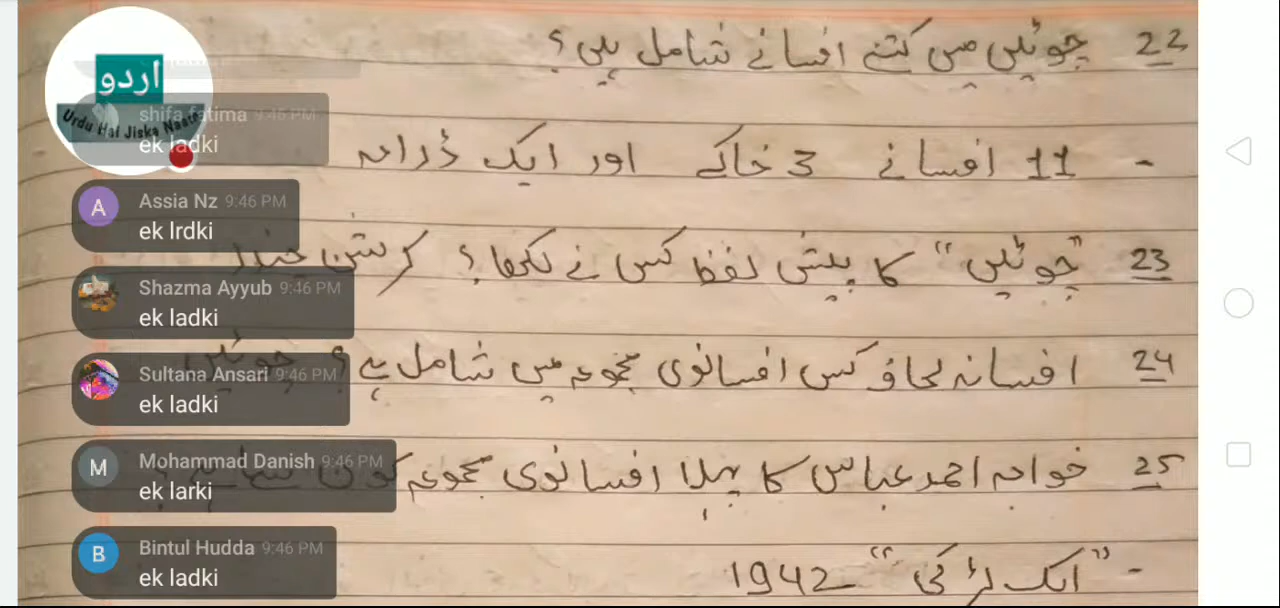 22 چوٹیں میں کتنے افسانے شامل ہیں؟
- 11 افسانے 3 خاکے اور ایک ڈرامہ
23 "چوٹیں" کا پیش لفظ کس نے لکھا؟ کرشن چندر
24 افسانہ لحاف کس افسانوی مجموعہ میں شامل ہے؟ چوٹیں
25 خواجہ احمد عباس کا پہلا افسانوی مجموعہ کون
- "ایک لڑکی" 1942
اردو
Urdu Hai Jiska Naam
shifa fatima 9:46 PM
ek ladki
A
Assia Nz 9:46 PM
ek lrdki
Shazma Ayyub 9:46 PM
ek ladki
Sultana Ansari 9:46 PM
ek ladki
M
Mohammad Danish 9:46 PM
ek larki
B
Bintul Hudda 9:46 PM
ek ladki